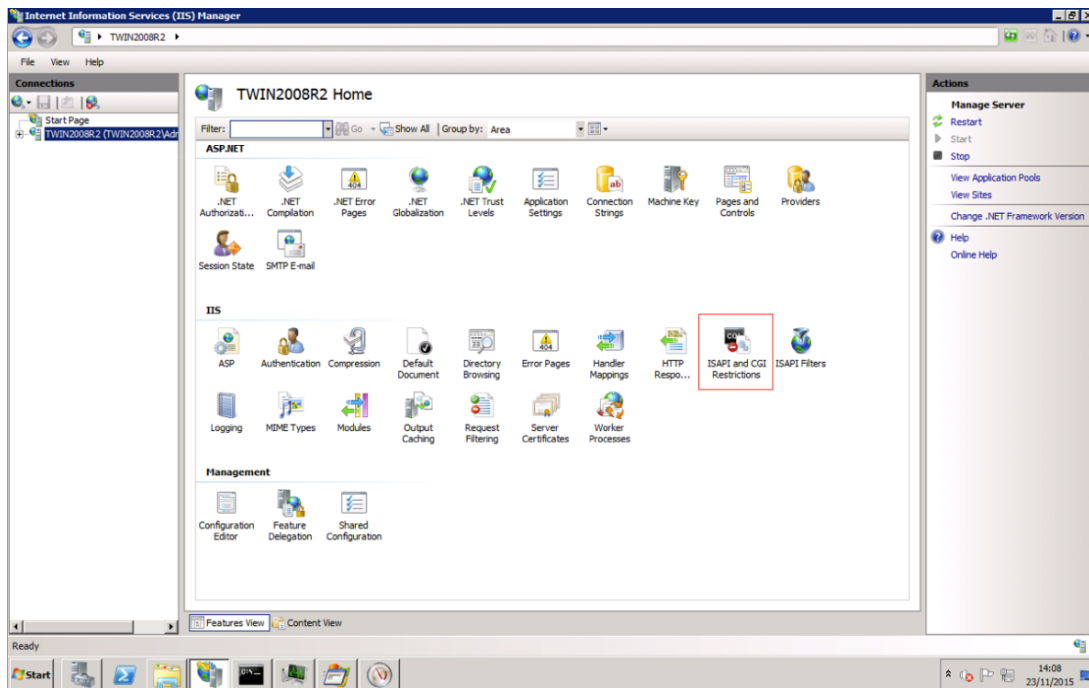 Internet Information Services (IIS) Manager
TWIN2008R2
File View Help
Connections
Start Page
TWIN2008R2 (TWIN2008R2\Adr
TWIN2008R2 Home
Filter: Go Show All Group by: Area
ASP.NET
.NET Authorizati...
.NET Compilation
.NET Error Pages
.NET Globalization
.NET Trust Levels
Application Settings
Connection Strings
Machine Key
Pages and Controls
Providers
Session State
SMTP E-mail
IIS
ASP
Authentication
Compression
Default Document
Directory Browsing
Error Pages
Handler Mappings
HTTP Respo...
ISAPI and CGI Restrictions
ISAPI Filters
Logging
MIME Types
Modules
Output Caching
Request Filtering
Server Certificates
Worker Processes
Management
Configuration Editor
Feature Delegation
Shared Configuration
Features View Content View
Actions
Manage Server
Restart
Start
Stop
View Application Pools
View Sites
Change .NET Framework Version
Help
Online Help
Ready
Start
14:08
23/11/2015